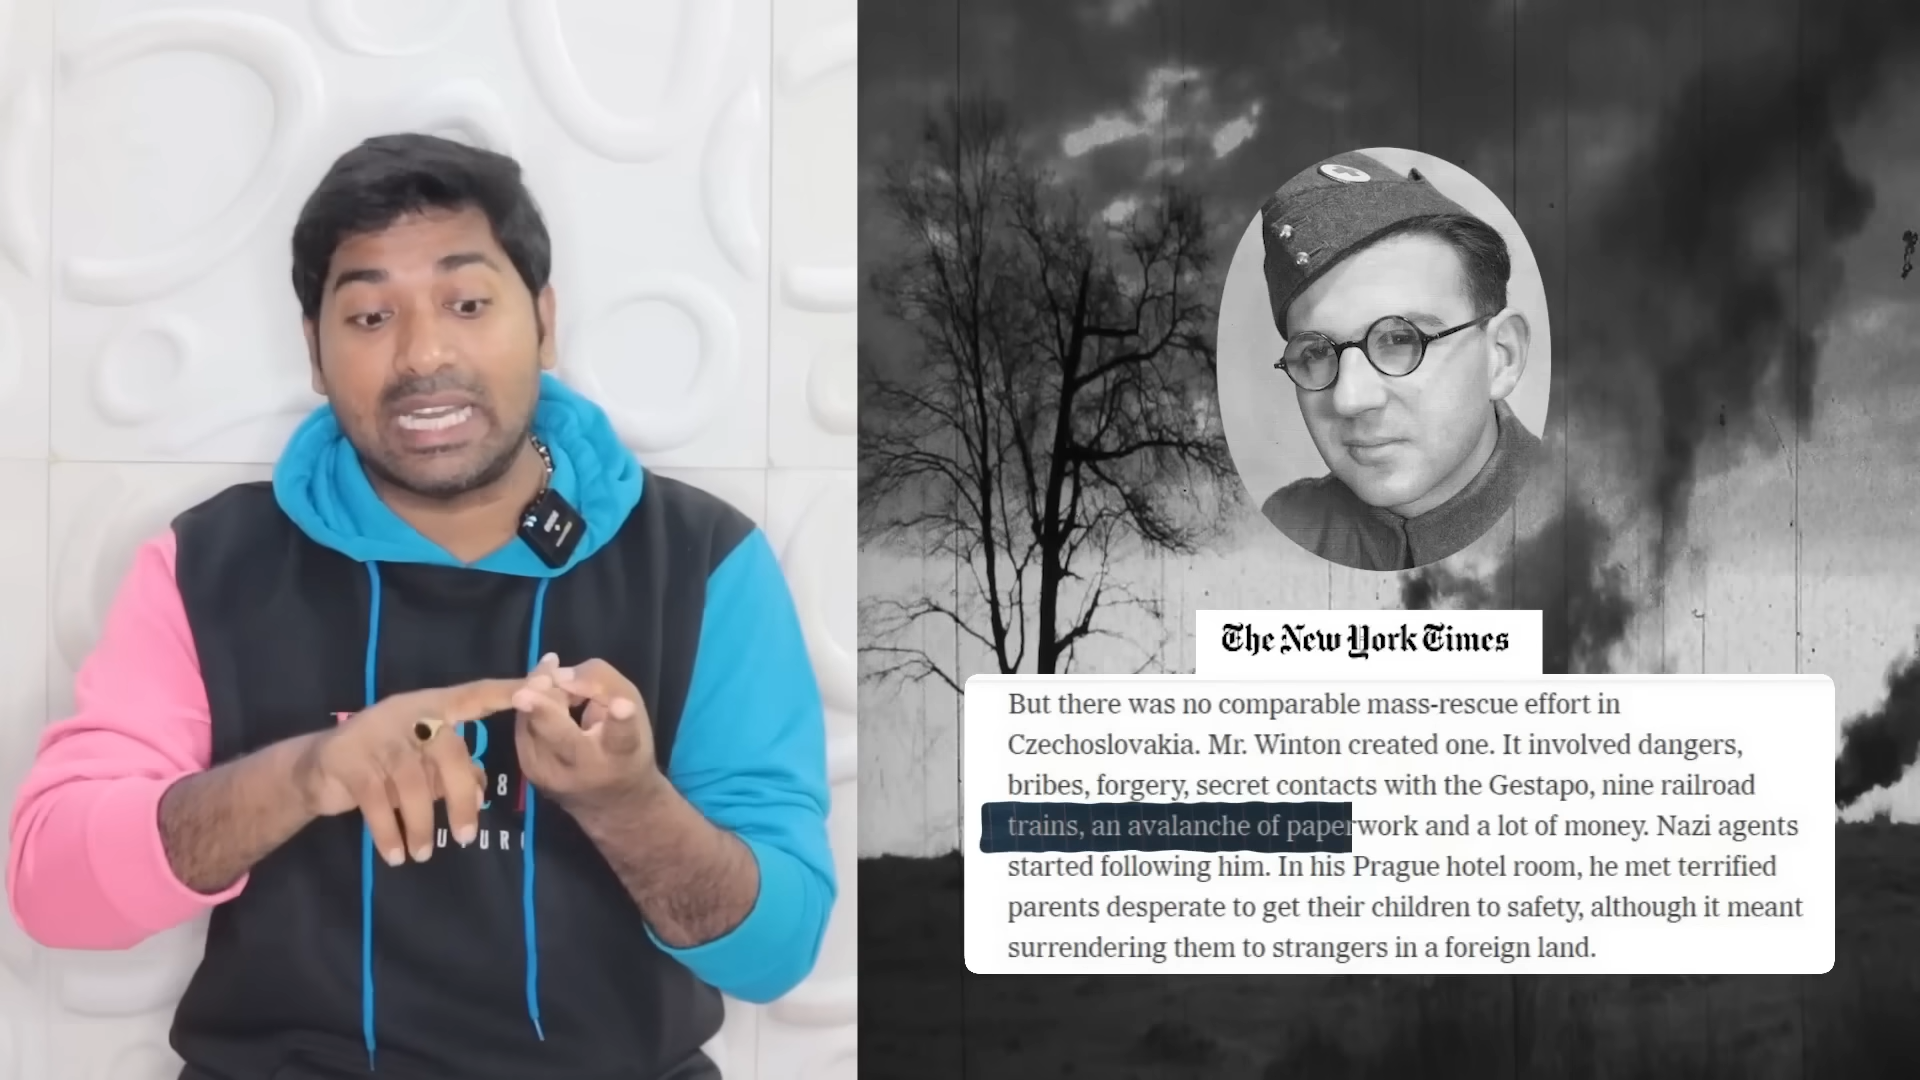 The New York Times
But there was no comparable mass-rescue effort in
Czechoslovakia. Mr. Winton created one. It involved dangers,
bribes, forgery, secret contacts with the Gestapo, nine railroad
trains, an avalanche of paperwork and a lot of money. Nazi agents
started following him. In his Prague hotel room, he met terrified
parents desperate to get their children to safety, although it meant
surrendering them to strangers in a foreign land.
8